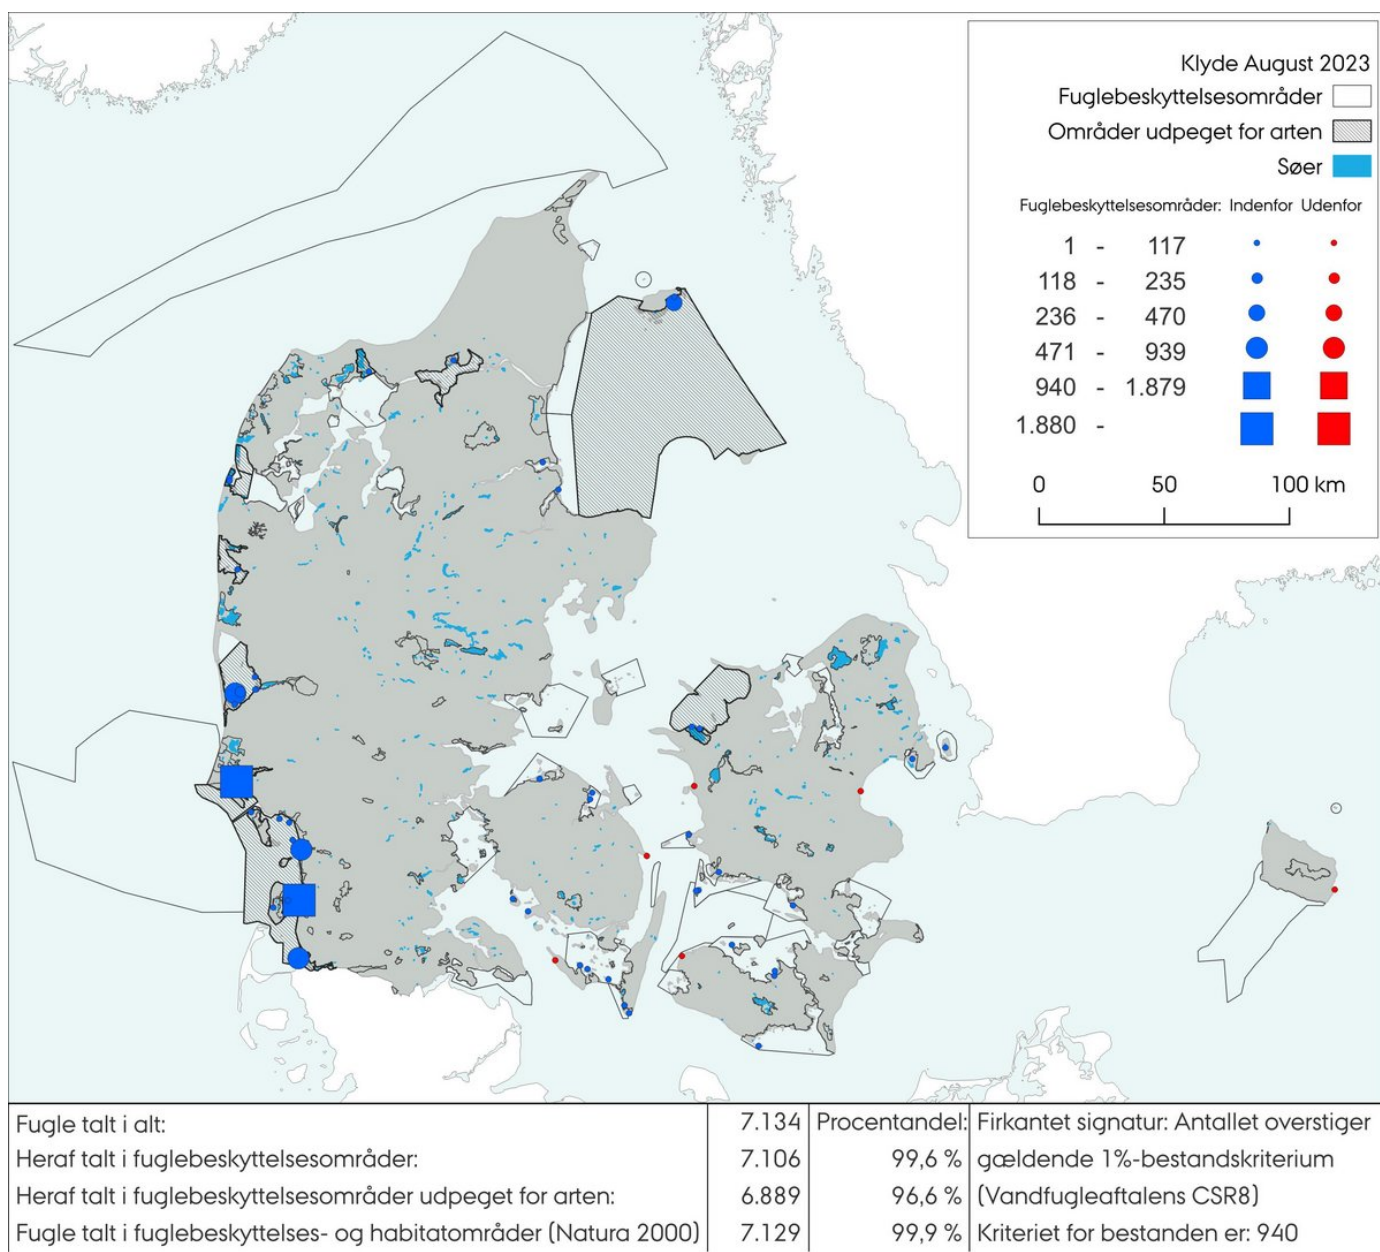 Klyde August 2023
Fuglebeskyttelsesområder
Områder udpeget for arten
Søer
Fuglebeskyttelsesområder: Indenfor Udenfor
1 - 117
118 - 235
236 - 470
471 - 939
940 - 1.879
1.880 -
0 50 100 km
Fugle talt i alt: 7.134 Procentandel: Firkantet signatur: Antallet overstiger
Heraf talt i fuglebeskyttelsesområder: 7.106 99,6 % gældende 1%-bestandskriterium
Heraf talt i fuglebeskyttelsesområder udpeget for arten: 6.889 96,6 % (Vandfugleaftalens CSR8)
Fugle talt i fuglebeskyttelses- og habitatområder (Natura 2000) 7.129 99,9 % Kriteriet for bestanden er: 940